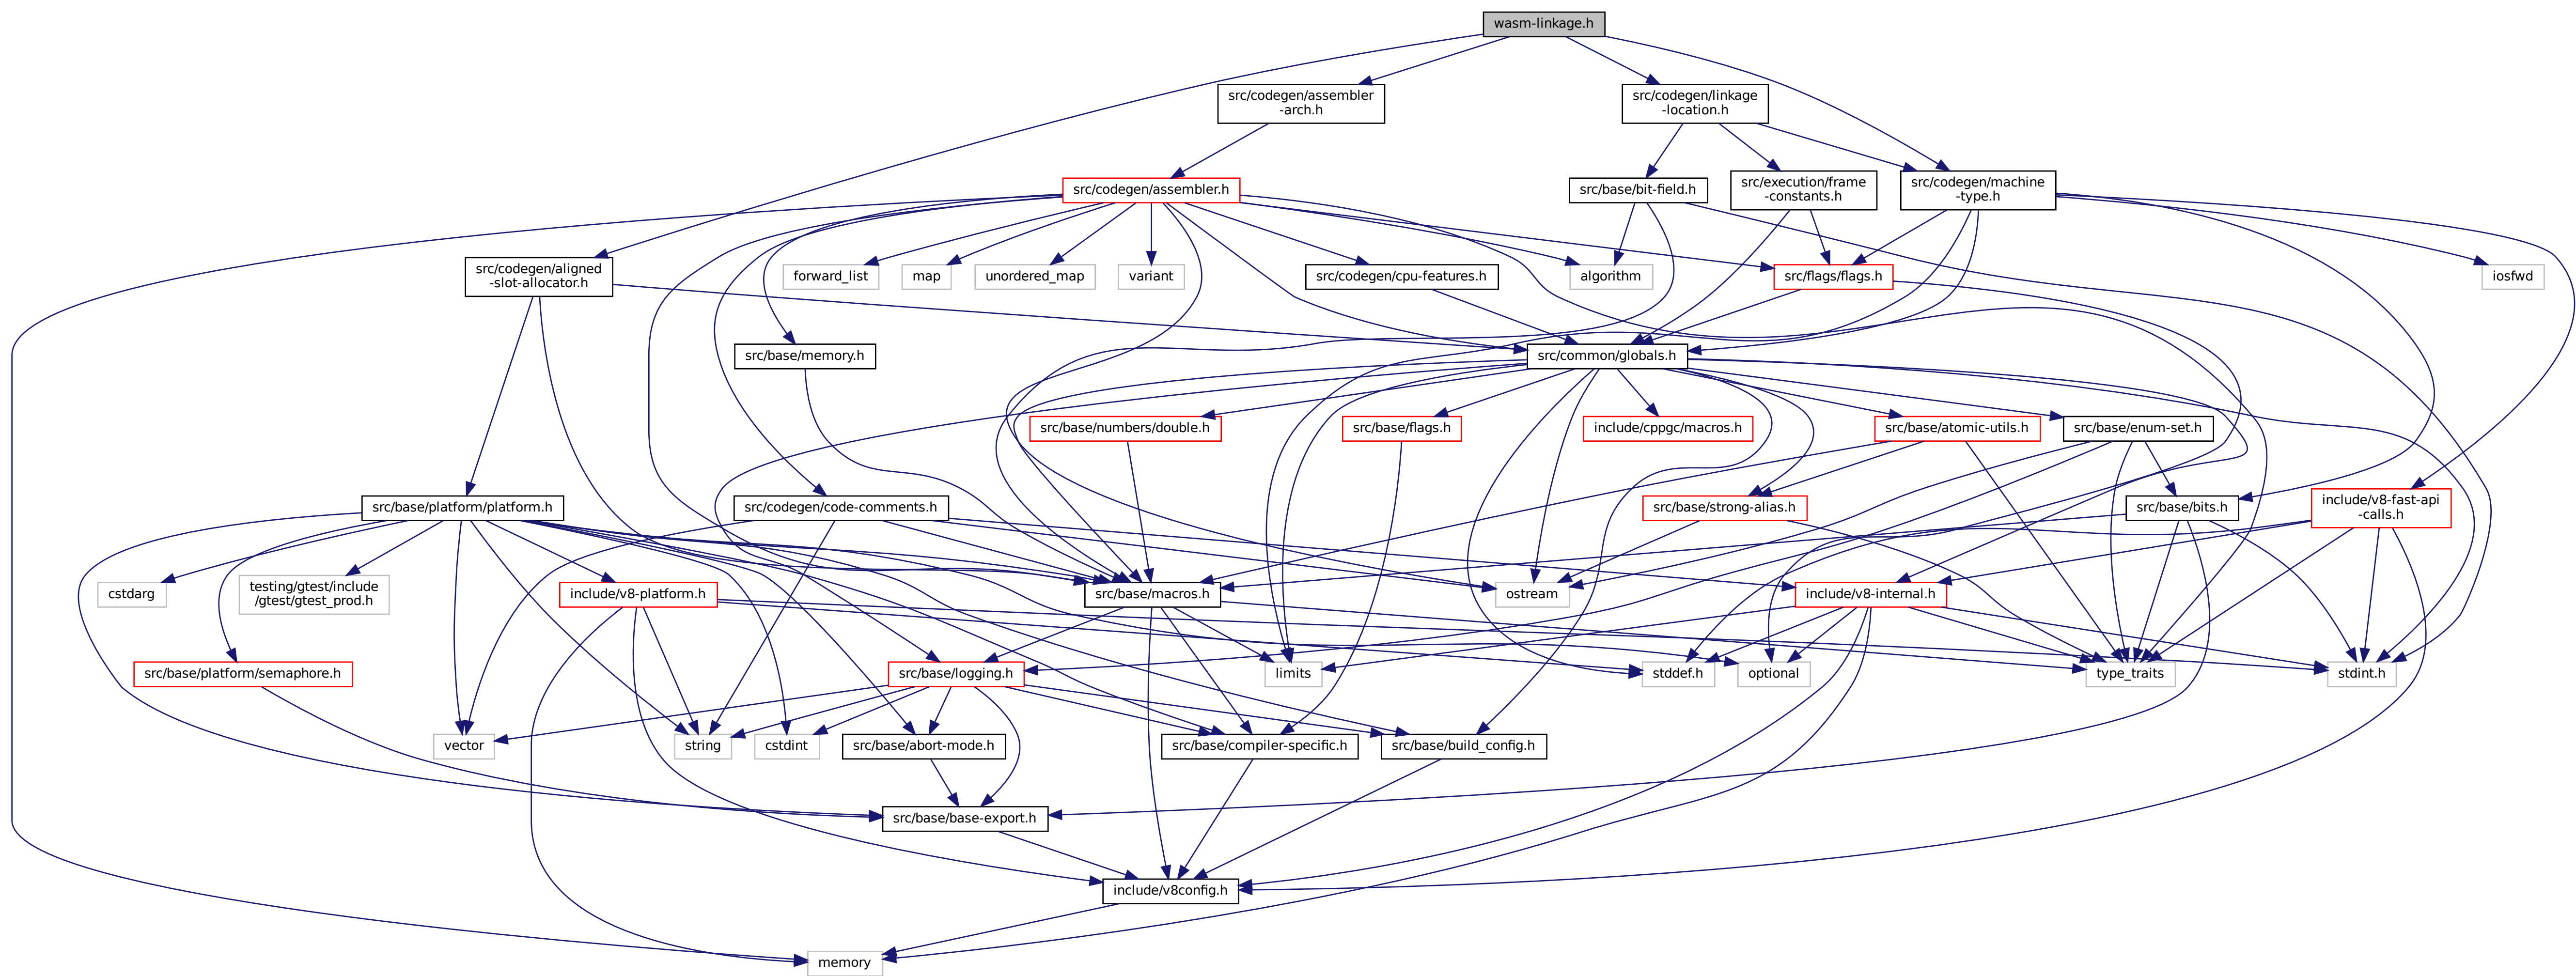 wasm-linkage.h
src/codegen/assembler
-arch.h
src/codegen/linkage
-location.h
src/codegen/assembler.h
src/base/bit-field.h
src/execution/frame
-constants.h
src/codegen/machine
-type.h
src/codegen/aligned
-slot-allocator.h
forward_list
map
unordered_map
variant
src/codegen/cpu-features.h
algorithm
src/flags/flags.h
iosfwd
src/base/memory.h
src/common/globals.h
src/base/numbers/double.h
src/base/flags.h
include/cppgc/macros.h
src/base/atomic-utils.h
src/base/enum-set.h
src/base/platform/platform.h
src/codegen/code-comments.h
src/base/strong-alias.h
src/base/bits.h
include/v8-fast-api
-calls.h
cstdarg
testing/gtest/include
/gtest/gtest_prod.h
include/v8-platform.h
src/base/macros.h
ostream
include/v8-internal.h
src/base/platform/semaphore.h
src/base/logging.h
limits
stddef.h
optional
type_traits
stdint.h
vector
string
cstdint
src/base/abort-mode.h
src/base/compiler-specific.h
src/base/build_config.h
src/base/base-export.h
include/v8config.h
memory